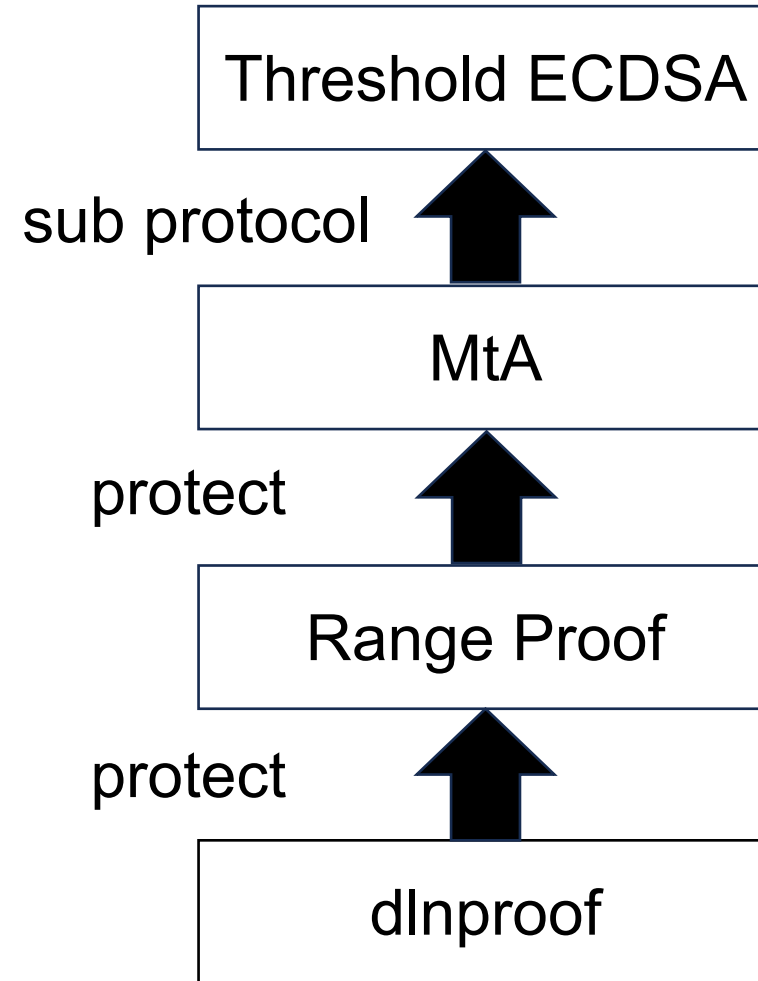 Threshold ECDSA
sub protocol
MtA
protect
Range Proof
protect
dlnproof